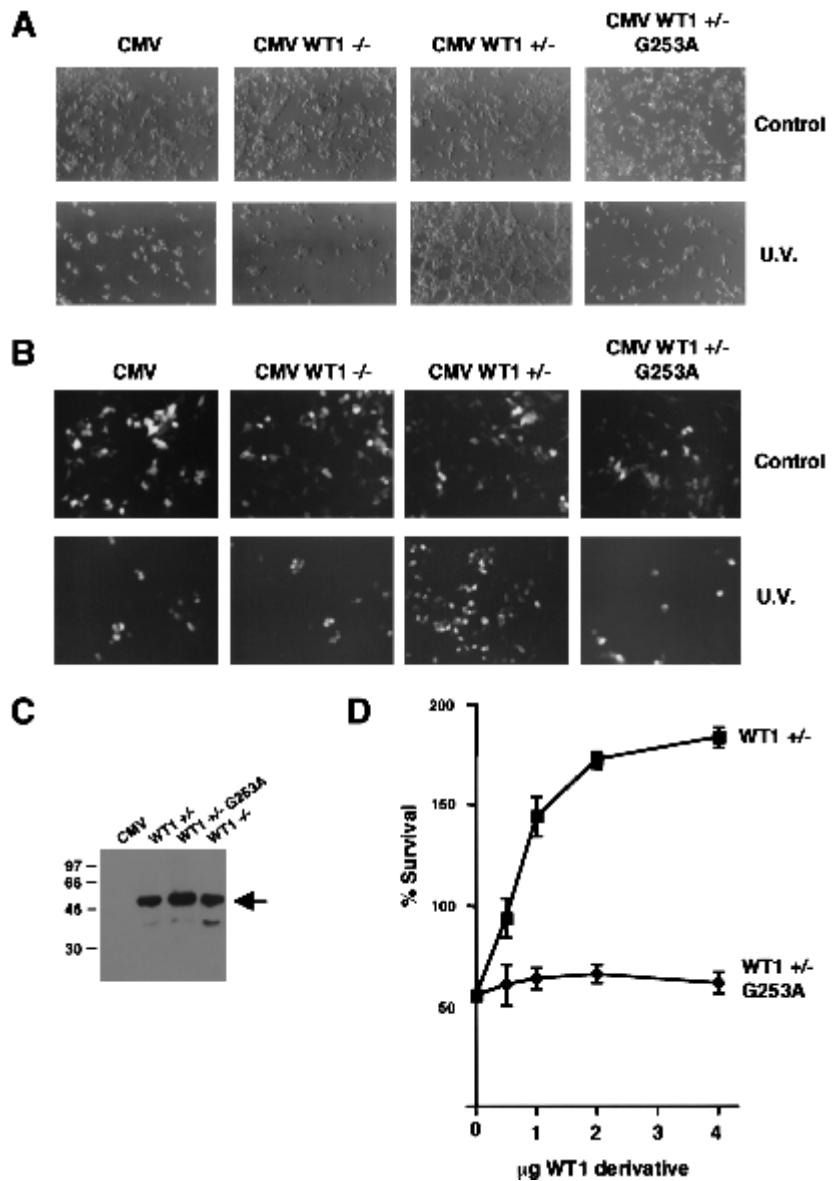 A
CMV
CMV WT1 -/-
CMV WT1 +/-
CMV WT1 +/-
G253A
Control
U.V.
B
CMV
CMV WT1 -/-
CMV WT1 +/-
CMV WT1 +/-
G253A
Control
U.V.
C
CMV
WT1 +/-
WT1 +/- G253A
WT1 -/-
97
66
46
30
D
% Survival
200
150
100
50
0
1
2
3
4
µg WT1 derivative
WT1 +/-
WT1 +/-
G253A